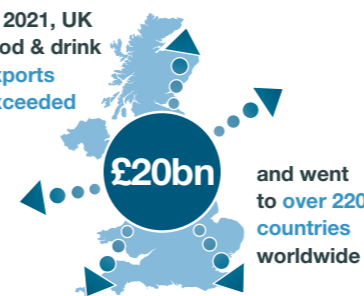 2021, UK
od & drink
xports
xceeded
£20bn
and went
to over 220
countries
worldwide